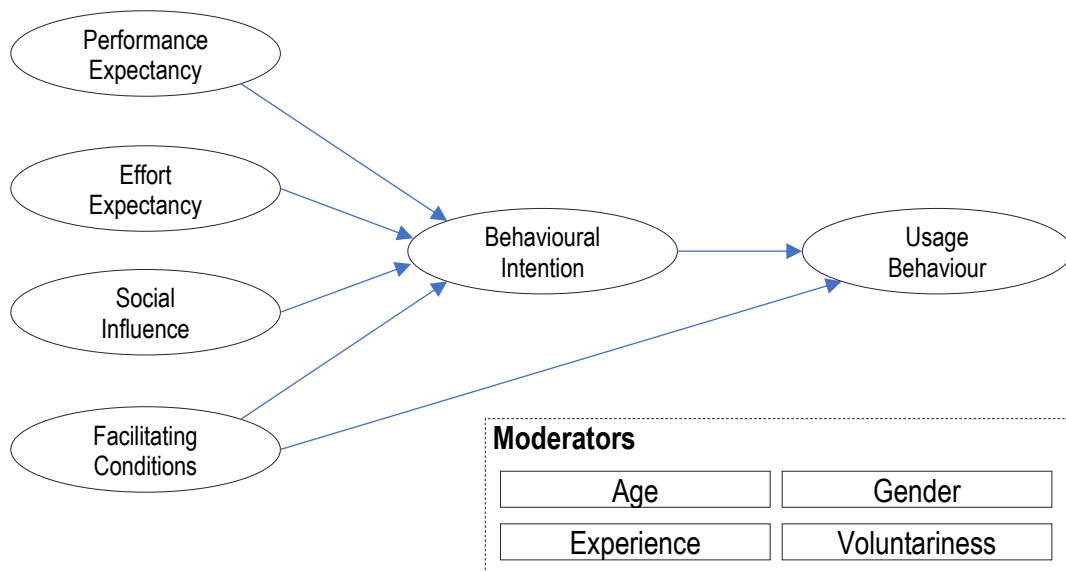 Performance
Expectancy
Effort
Expectancy
Social
Influence
Facilitating
Conditions
Behavioural
Intention
Usage
Behaviour
Moderators
Age
Gender
Experience
Voluntariness